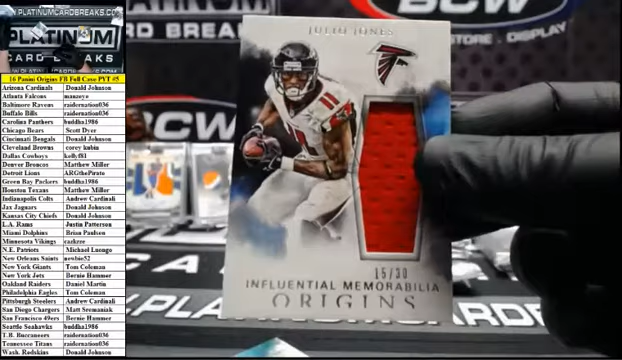 WWW.PLATINUMCARDBREAKS.CO
PLATINUM
CARD BREAKS
16 Panini Origins FB Full Case PYT #5
Arizona Cardinals Donald Johnson
Atlanta Falcons
Baltimore Ravens raidernation036
Buffalo Bills raidernation036
Carolina Panthers buddha1986
Chicago Bears Scott Dyer
Cincinnati Bengals Donald Johnson
Cleveland Browns
Dallas Cowboys kellyf81
Denver Broncos Matthew Miller
Detroit Lions ARGthePirate
Green Bay Packers buddha1986
Houston Texans Matthew Miller
Indianapolis Colts Andrew Cardinali
Jax Jaguars Donald Johnson
Kansas City Chiefs Donald Johnson
L.A. Rams Justin Patterson
Miami Dolphins Brian Paulson
Minnesota Vikings
N.E. Patriots Michael Luongo
New Orleans Saints newbie52
New York Giants Tom Coleman
New York Jets Bernie Hammer
Oakland Raiders Daniel Martin
Philadelphia Eagles Tom Coleman
Pittsburgh Steelers Andrew Cardinali
San Diego Chargers
San Francisco 49ers Bernie Hammer
Seattle Seahawks buddha1986
T.B. Buccaneers raidernation036
Tennessee Titans raidernation036
Wash. Redskins Donald Johnson
JULIO JONES
11
15/30
INFLUENTIAL MEMORABILIA
ORIGINS
BCW
STORE . DISPLAY